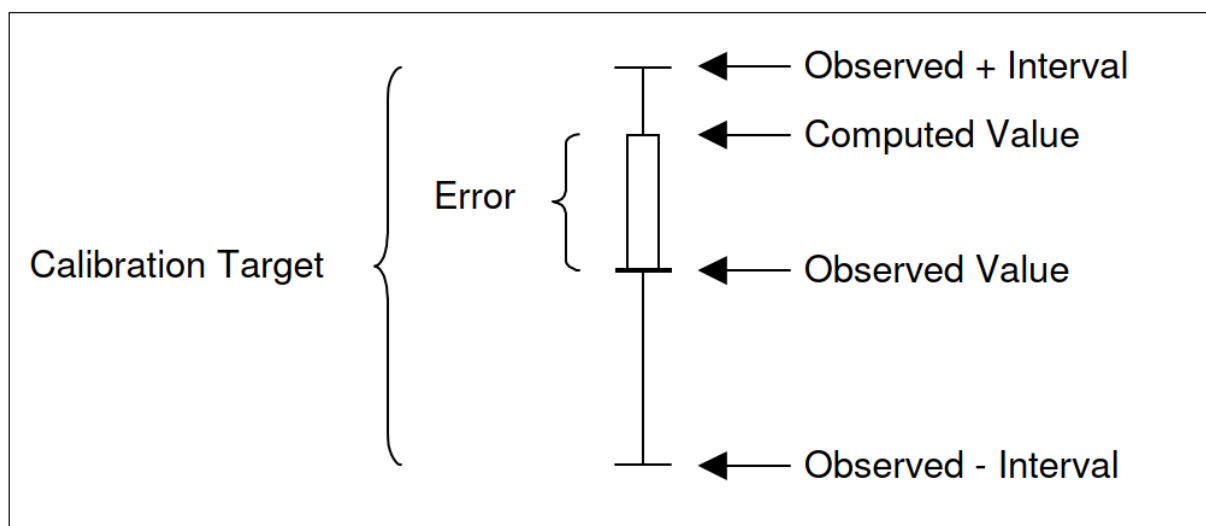 Observed + Interval
Computed Value
Error
Calibration Target
Observed Value
Observed - Interval